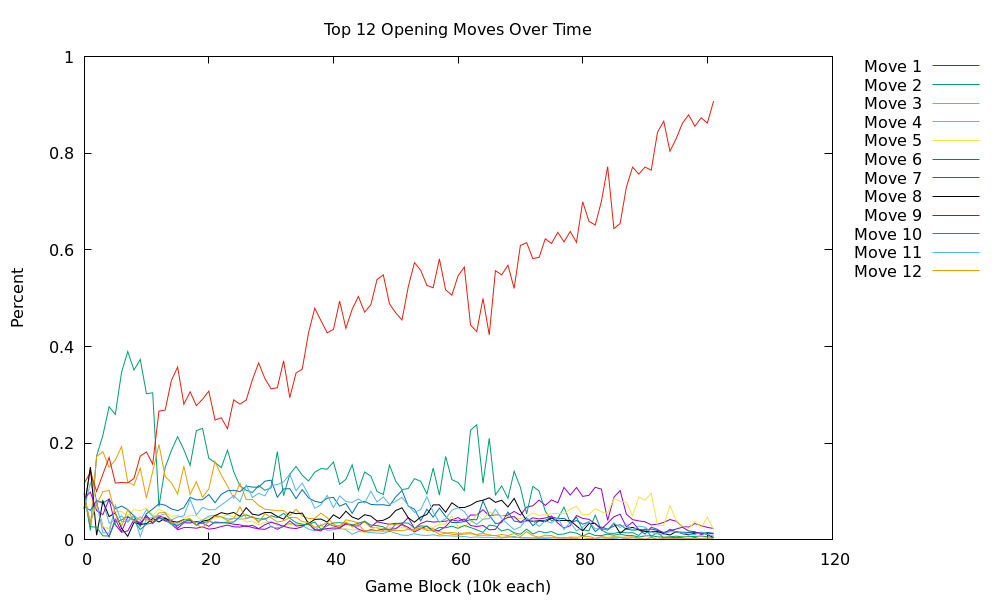 Top 12 Opening Moves Over Time
1
0.8
0.6
0.4
0.2
0
Percent
0 20 40 60 80 100 120
Game Block (10k each)
Move 1
Move 2
Move 3
Move 4
Move 5
Move 6
Move 7
Move 8
Move 9
Move 10
Move 11
Move 12